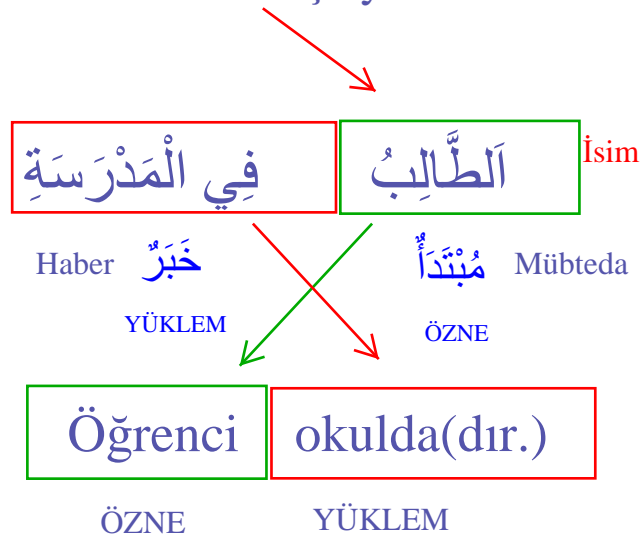 اَلطَّالِبُ فِي الْمَدْرَسَةِ
İsim
Mübteda مُبْتَدَأٌ خَبَرٌ Haber
ÖZNE YÜKLEM
Öğrenci okulda(dır.)
ÖZNE YÜKLEM